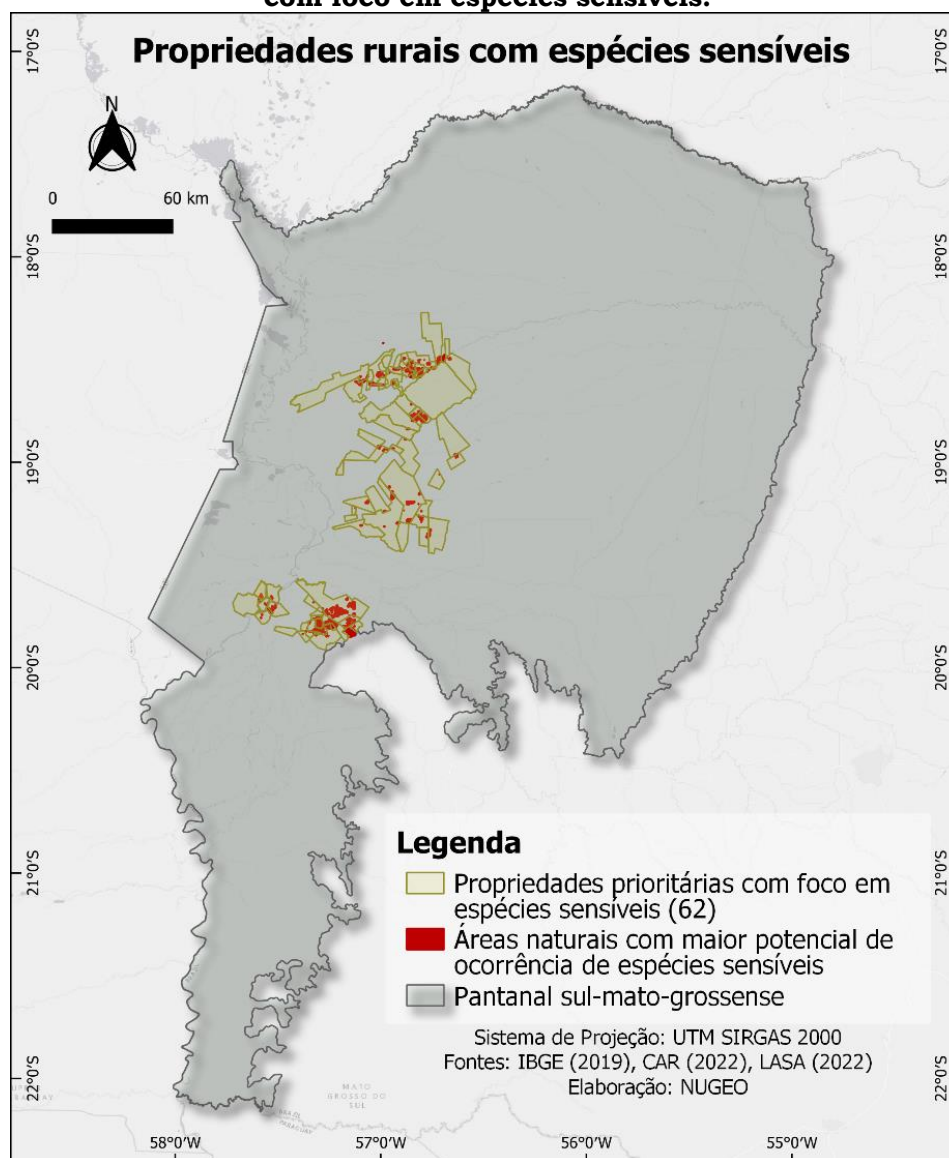 com foco em espécies sensíveis.
Propriedades rurais com espécies sensíveis
17°0'S
17°0'S
N
0 60 km
18°0'S
18°0'S
19°0'S
19°0'S
20°0'S
20°0'S
21°0'S
21°0'S
22°0'S
22°0'S
Legenda
Propriedades prioritárias com foco em
espécies sensíveis (62)
Áreas naturais com maior potencial de
ocorrência de espécies sensíveis
Pantanal sul-mato-grossense
Sistema de Projeção: UTM SIRGAS 2000
Fontes: IBGE (2019), CAR (2022), LASA (2022)
Elaboração: NUGEO
MATO
GROSSO DO
SUL
58°0'W
57°0'W
56°0'W
55°0'W